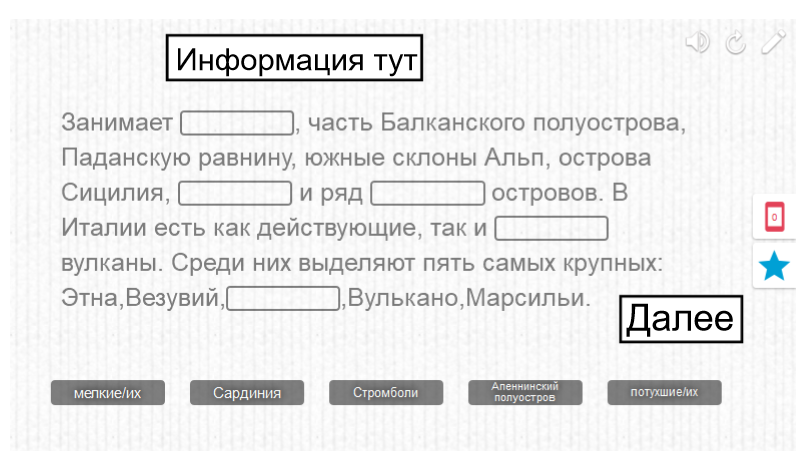 Информация тут
Занимает , часть Балканского полуострова,
Паданскую равнину, южные склоны Альп, острова
Сицилия, и ряд островов. В
Италии есть как действующие, так и
вулканы. Среди них выделяют пять самых крупных:
Этна,Везувий, ,Вулькано,Марсильи.
0
Далее
мелкие/их
Сардиния
Стромболи
Апеннинский
полуостров
потухшие/их